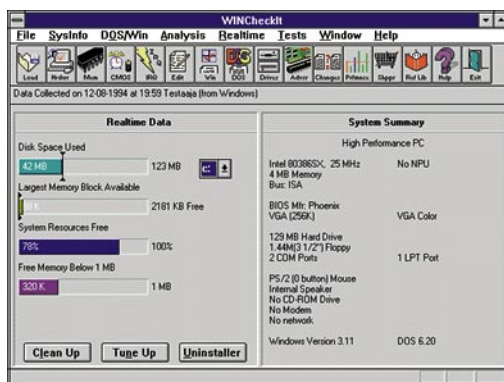 WINCheckIt
File SysInfo DOS/Win Analysis Realtime Tests Window Help
Load Hrdwr Mem CMOS IRQ Edit Win DOS Drives Adrsr Changes Shppr Ref Lib Help Exit
Data Collected on 12-08-1994 at 19:59 Testaaja (from Windows)
Realtime Data
Disk Space Used
42 MB 123 MB c:
Largest Memory Block Available
2181 KB Free
System Resources Free
78% 100%
Free Memory Below 1 MB
320 K 1 MB
Clean Up Tune Up Uninstaller
System Summary
High Performance PC
Intel 80386SX, 25 MHz No NPU
4 MB Memory
Bus: ISA
BIOS Mfr: Phoenix
VGA (256K) VGA Color
129 MB Hard Drive
1.44M(3 1/2") Floppy
2 COM Ports 1 LPT Port
PS/2 (0 button) Mouse
Internal Speaker
No CD-ROM Drive
No Modem
No network
Windows Version 3.11 DOS 6.20